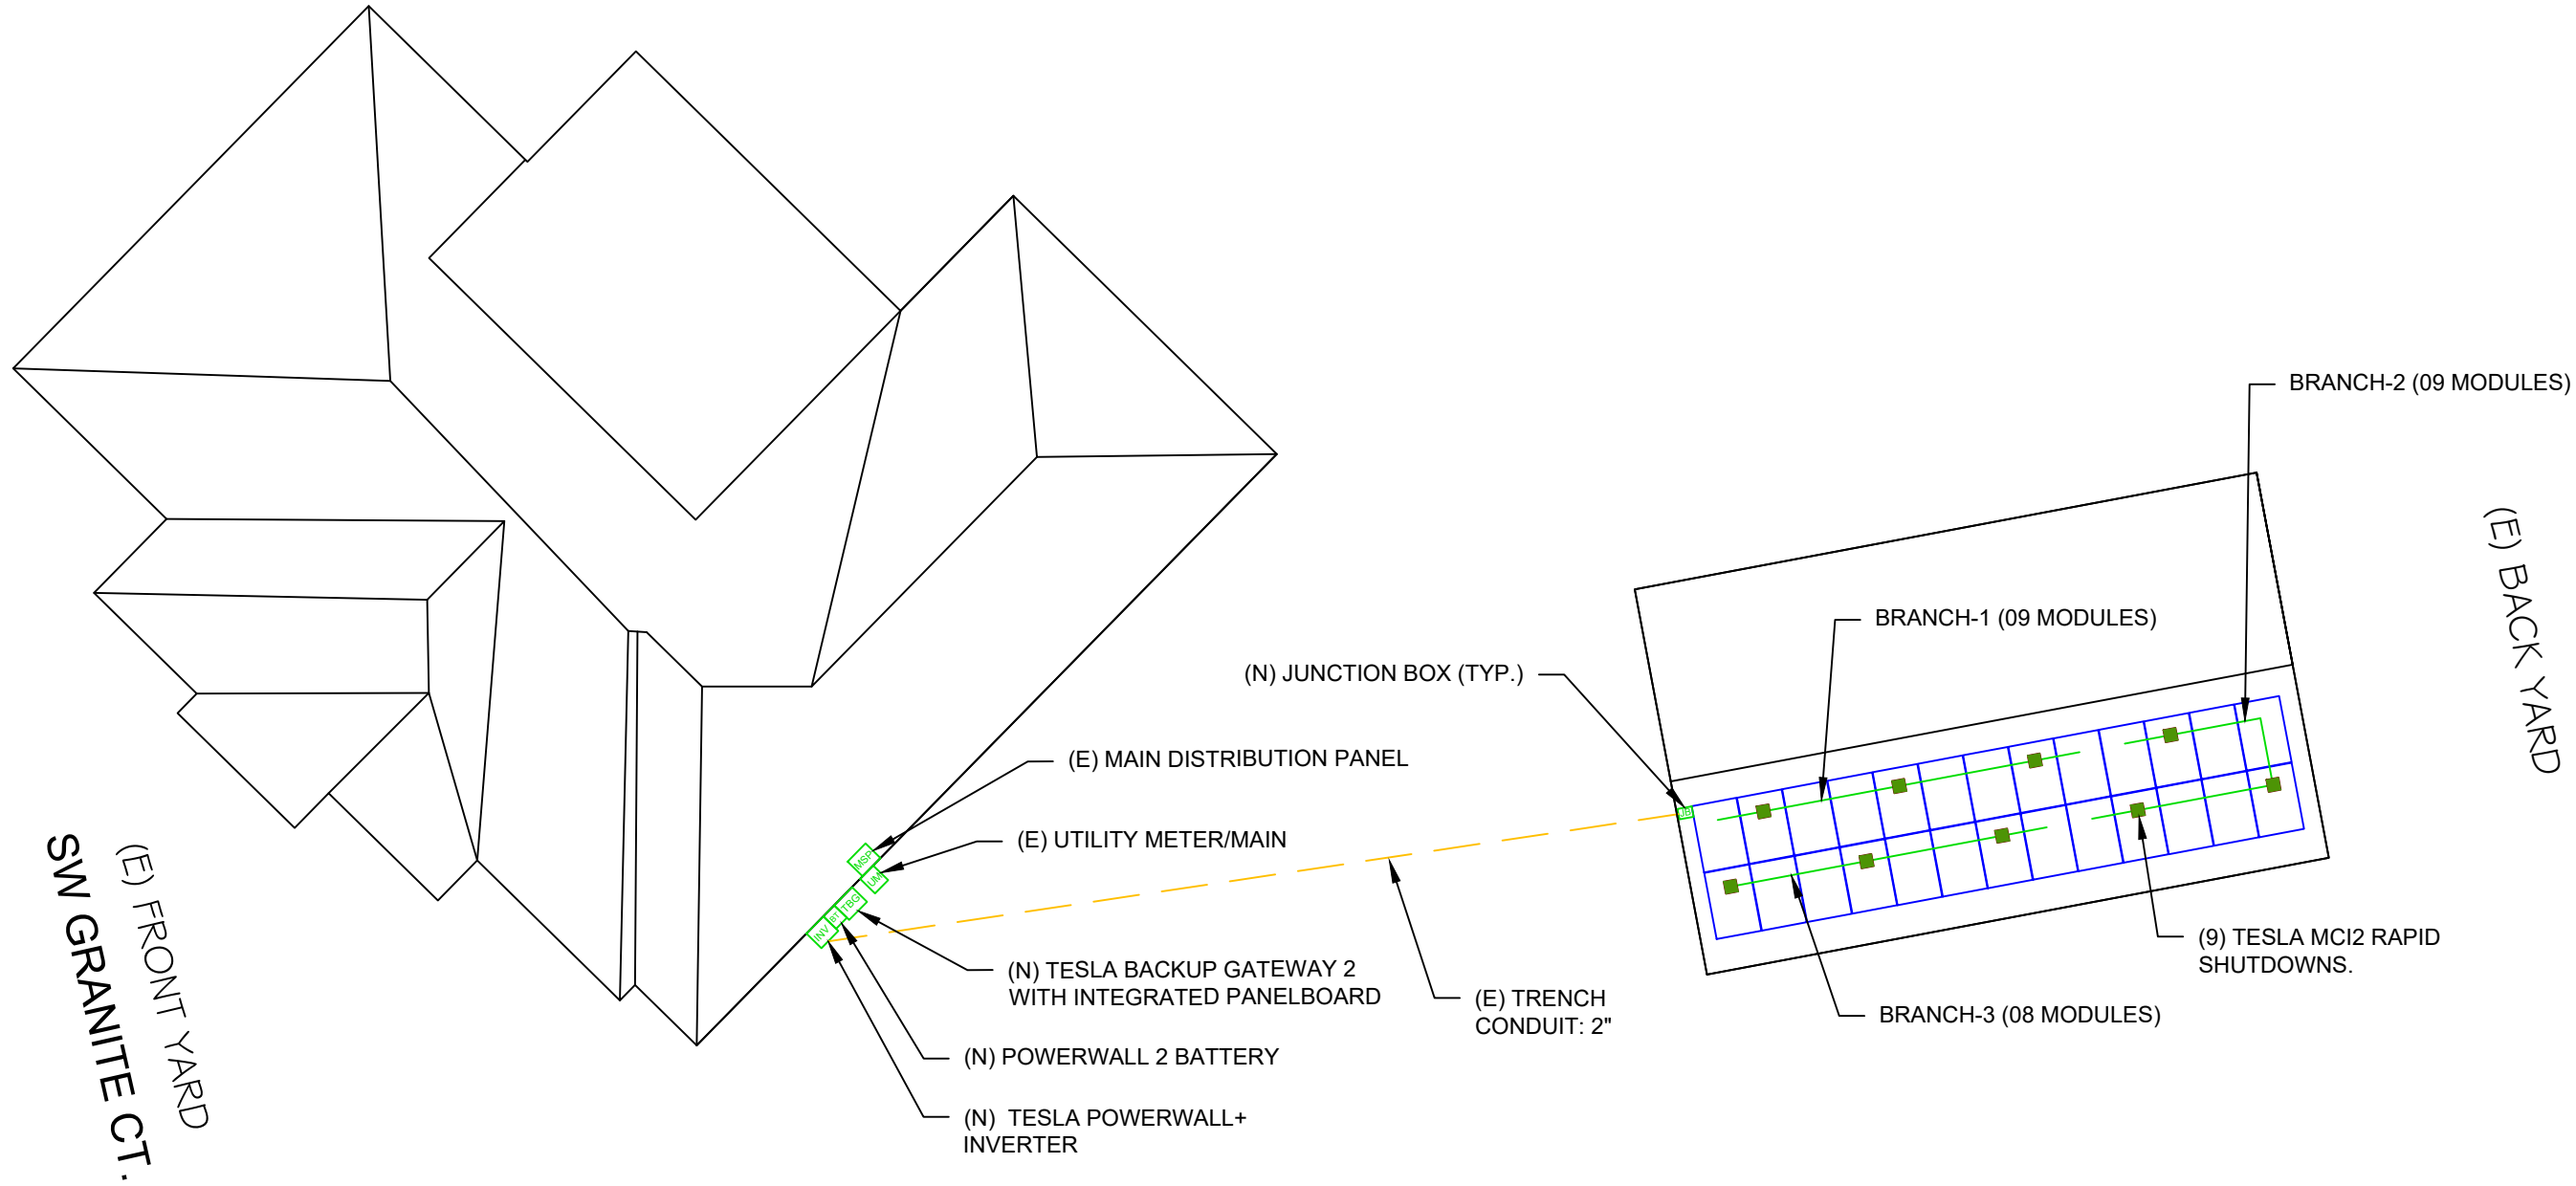 BRANCH-2 (09 MODULES)
(E) BACK YARD
BRANCH-1 (09 MODULES)
(N) JUNCTION BOX (TYP.)
(E) MAIN DISTRIBUTION PANEL
(E) UTILITY METER/MAIN
JB
MSP
UM
TBG
BT
INV
(N) TESLA BACKUP GATEWAY 2
WITH INTEGRATED PANELBOARD
(N) POWERWALL 2 BATTERY
(N) TESLA POWERWALL+
INVERTER
(E) TRENCH
CONDUIT: 2"
(9) TESLA MCI2 RAPID
SHUTDOWNS.
BRANCH-3 (08 MODULES)
(E) FRONT YARD
SW GRANITE CT.